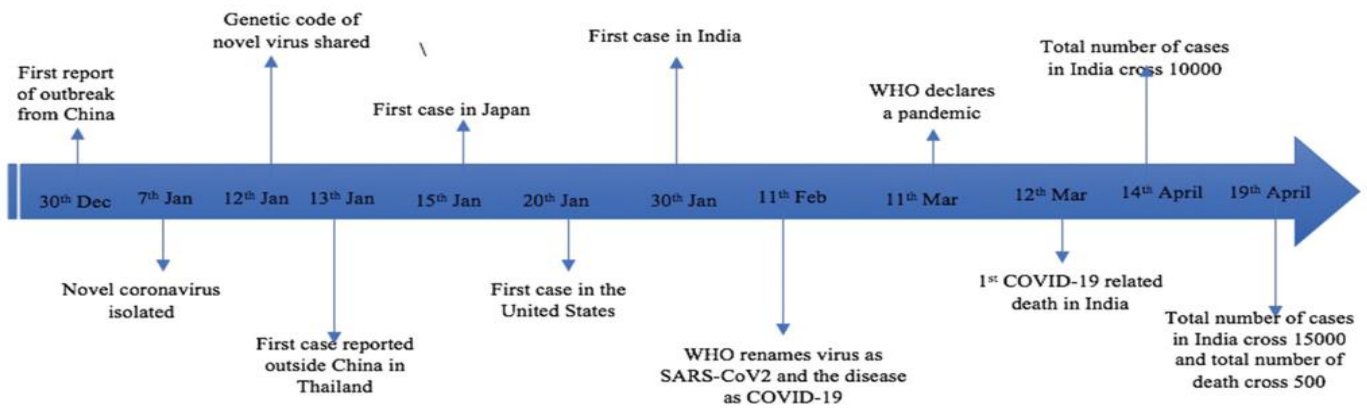 Genetic code of
novel virus shared
\
First case in India
Total number of cases
in India cross 10000
First report
of outbreak
from China
First case in Japan
WHO declares
a pandemic
30th Dec
7th Jan
12th Jan
13th Jan
15th Jan
20th Jan
30th Jan
11th Feb
11th Mar
12th Mar
14th April
19th April
Novel coronavirus
isolated
First case in the
United States
1st COVID-19 related
death in India
First case reported
outside China in
Thailand
WHO renames virus as
SARS-CoV2 and the disease
as COVID-19
Total number of cases
in India cross 15000
and total number of
death cross 500